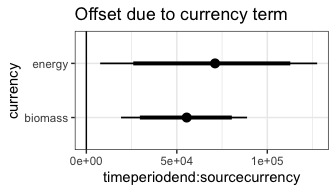 Offset due to currency term
currency
energy
biomass
0e+00 5e+04 1e+05
timeperiodend:sourcecurrency